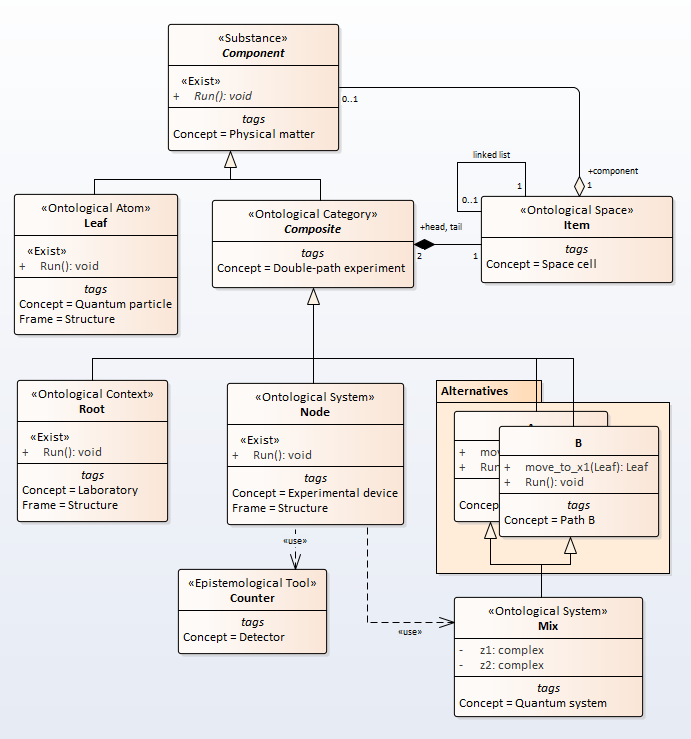 «Substance»
Component
«Exist»
+ Run(): void
tags
Concept = Physical matter
0..1
linked list
1
0..1
+component
1
«Ontological Atom»
Leaf
«Exist»
+ Run(): void
tags
Concept = Quantum particle
Frame = Structure
«Ontological Category»
Composite
tags
Concept = Double-path experiment
+head, tail
2
1
«Ontological Space»
Item
tags
Concept = Space cell
«Ontological Context»
Root
«Exist»
+ Run(): void
tags
Concept = Laboratory
Frame = Structure
«Ontological System»
Node
«Exist»
+ Run(): void
tags
Concept = Experimental device
Frame = Structure
Alternatives
+ mov
+ Run
Concep
B
+ move_to_x1(Leaf): Leaf
+ Run(): void
tags
Concept = Path B
«use»
«Epistemological Tool»
Counter
tags
Concept = Detector
«use»
«Ontological System»
Mix
- z1: complex
- z2: complex
tags
Concept = Quantum system